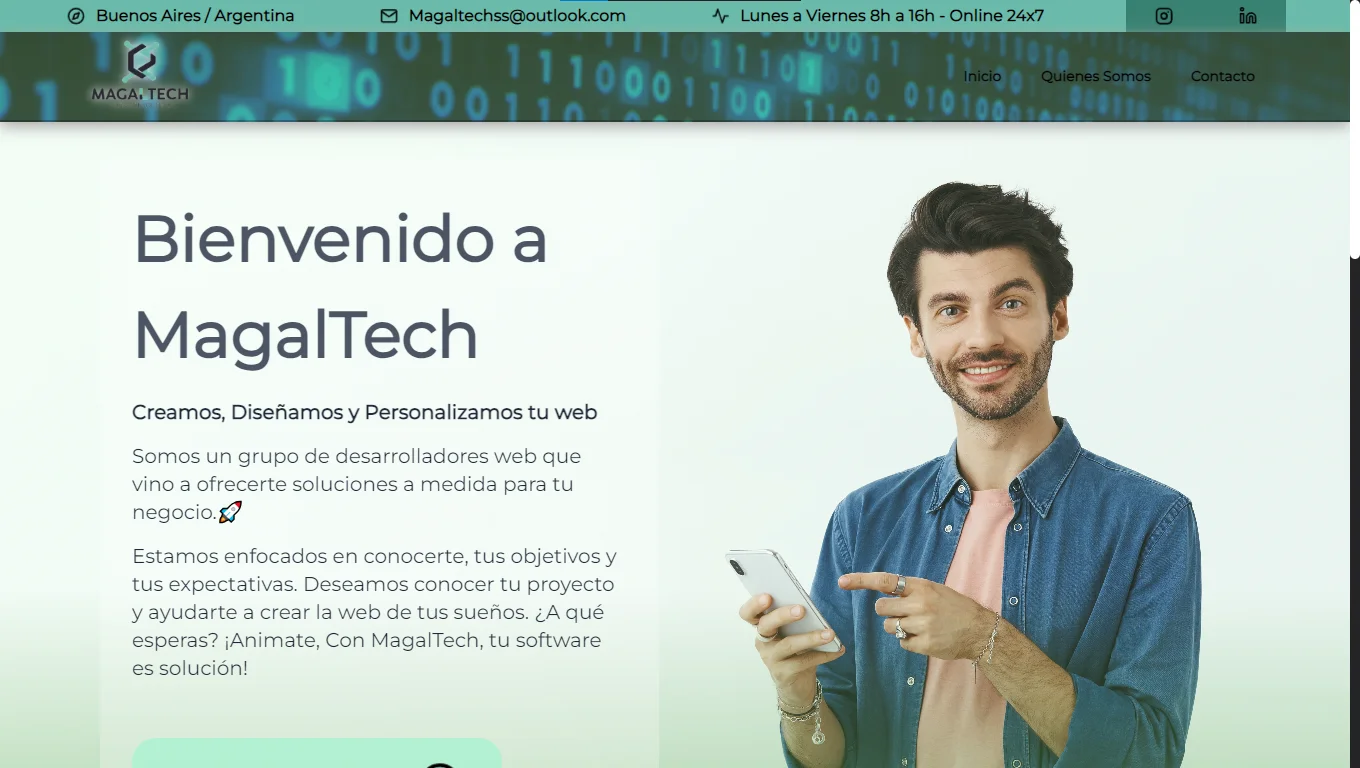 Buenos Aires / Argentina
Magaltechss@outlook.com
Lunes a Viernes 8h a 16h - Online 24x7
MAGALTECH
Inicio
Quienes Somos
Contacto
Bienvenido a
MagalTech
Creamos, Diseñamos y Personalizamos tu web
Somos un grupo de desarrolladores web que
vino a ofrecerte soluciones a medida para tu
negocio.🚀
Estamos enfocados en conocerte, tus objetivos y
tus expectativas. Deseamos conocer tu proyecto
y ayudarte a crear la web de tus sueños. ¿A qué
esperas? ¡Animate, Con MagalTech, tu software
es solución!